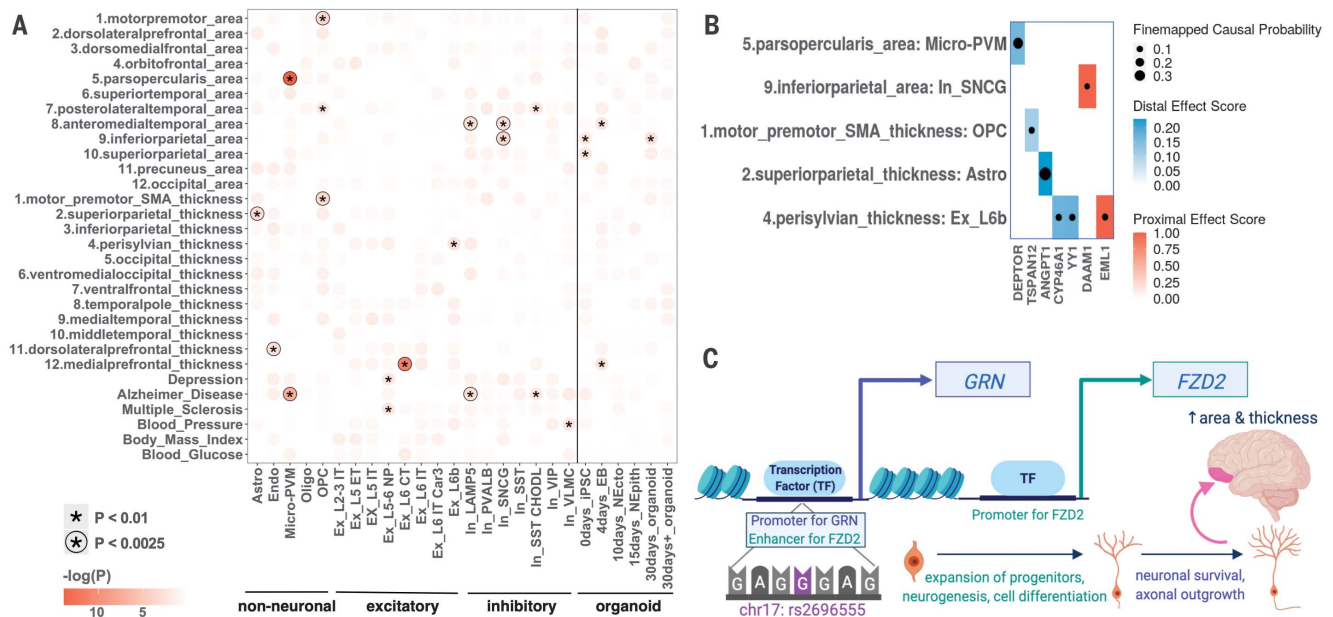 A
1.motorpremotor_area
2.dorsolateralprefrontal_area
3.dorsomedialfrontal_area
4.orbitofrontal_area
5.parsopercularis_area
6.superiortemporal_area
7.posterolateraltemporal_area
8.anteromedialtemporal_area
9.inferiorparietal_area
10.superiorparietal_area
11.precuneus_area
12.occipital_area
1.motor_premotor_SMA_thickness
2.superiorparietal_thickness
3.inferiorparietal_thickness
4.perisylvian_thickness
5.occipital_thickness
6.ventromedialoccipital_thickness
7.ventralfrontal_thickness
8.temporalpole_thickness
9.medialtemporal_thickness
10.middletemporal_thickness
11.dorsolateralprefrontal_thickness
12.medialprefrontal_thickness
Depression
Alzheimer_Disease
Multiple_Sclerosis
Blood_Pressure
Body_Mass_Index
Blood_Glucose
Astro
Endo
Micro-PVM
Oligo
OPC
Ex_L2-3 IT
Ex_L5 ET
Ex_L5 IT
Ex_L5-6 NP
Ex_L6 CT
Ex_L6 IT
Ex_L6 IT Car3
Ex_L6b
In_LAMP5
In_PVALB
In_SNCG
In_SST
In_SST CHODL
In_VIP
In_VLMC
0days_iPSC
4days_EB
10days_NEcto
15days_NEpith
30days_organoid
30days+_organoid
non-neuronal
excitatory
inhibitory
organoid
* P < 0.01
* P < 0.0025
-log(P)
10 5
B
5.parsopercularis_area: Micro-PVM
9.inferiorparietal_area: In_SNCG
1.motor_premotor_SMA_thickness: OPC
2.superiorparietal_thickness: Astro
4.perisylvian_thickness: Ex_L6b
DEPTOR
TSPAN12
ANGPT1
CYP46A1
YY1
DAAM1
EML1
Finemapped Causal Probability
0.1
0.2
0.3
Distal Effect Score
0.20
0.15
0.10
0.05
0.00
Proximal Effect Score
1.00
0.75
0.50
0.25
0.00
C
GRN
FZD2
↑ area & thickness
Transcription
Factor (TF)
TF
Promoter for GRN
Enhancer for FZD2
Promoter for FZD2
G A G G G A G
chr17: rs2696555
expansion of progenitors,
neurogenesis, cell differentiation
neuronal survival,
axonal outgrowth